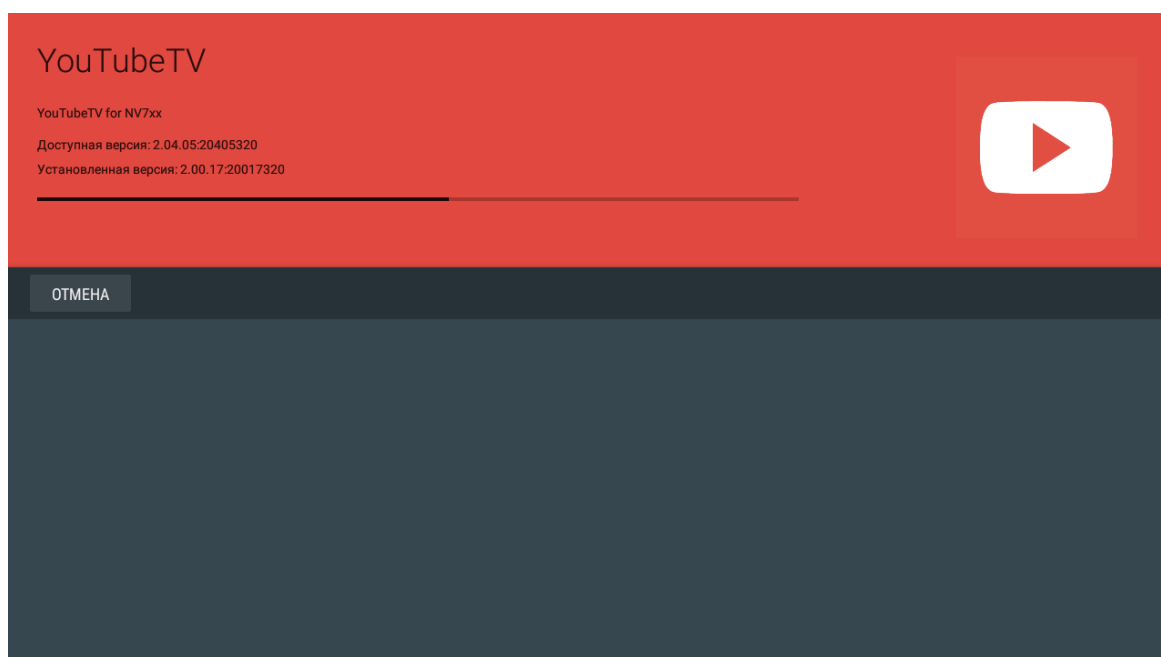 YouTubeTV
YouTubeTV for NV7xx
Доступная версия: 2.04.05:20405320
Установленная версия: 2.00.17:20017320
ОТМЕНА